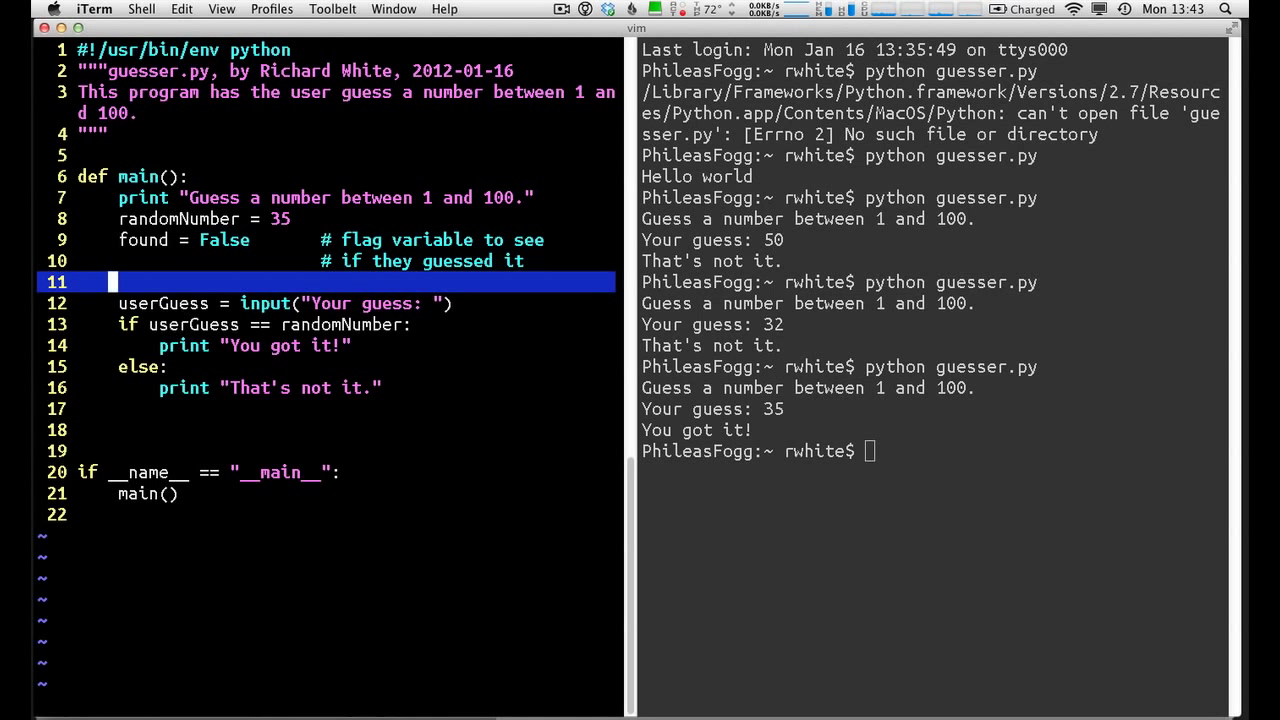 iTerm Shell Edit View Profiles Toolbelt Window Help 72° 0.0KB/s 0.0KB/s Charged Mon 13:43
vim
1 #!/usr/bin/env python
2 """guesser.py, by Richard White, 2012-01-16
3 This program has the user guess a number between 1 an
d 100.
4 """
5
6 def main():
7     print "Guess a number between 1 and 100."
8     randomNumber = 35
9     found = False       # flag variable to see
10                         # if they guessed it
11
12     userGuess = input("Your guess: ")
13     if userGuess == randomNumber:
14         print "You got it!"
15     else:
16         print "That's not it."
17
18
19
20 if __name__ == "__main__":
21     main()
22
~
~
~
~
~
~
~
~
Last login: Mon Jan 16 13:35:49 on ttys000
PhileasFogg:~ rwhite$ python guesser.py
/Library/Frameworks/Python.framework/Versions/2.7/Resourc
es/Python.app/Contents/MacOS/Python: can't open file 'gue
sser.py': [Errno 2] No such file or directory
PhileasFogg:~ rwhite$ python guesser.py
Hello world
PhileasFogg:~ rwhite$ python guesser.py
Guess a number between 1 and 100.
Your guess: 50
That's not it.
PhileasFogg:~ rwhite$ python guesser.py
Guess a number between 1 and 100.
Your guess: 32
That's not it.
PhileasFogg:~ rwhite$ python guesser.py
Guess a number between 1 and 100.
Your guess: 35
You got it!
PhileasFogg:~ rwhite$